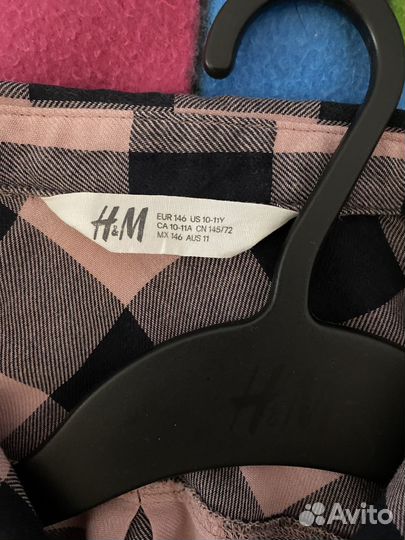 H&M
EUR 146 US 10-11Y
CA 10-11A CN 145/72
MX 146 AUS 11
H&M
Avito